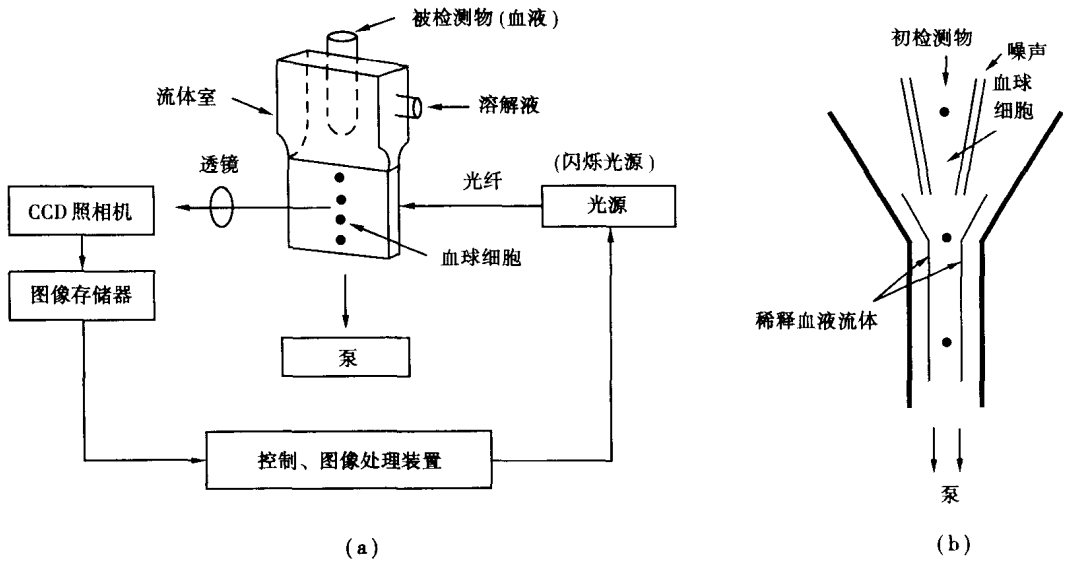 被检测物(血液)
流体室
溶解液
透镜
(闪烁光源)
光纤
CCD照相机
光源
血球细胞
图像存储器
泵
控制、图像处理装置
(a)
初检测物
噪声
血球
细胞
稀释血液流体
泵
(b)